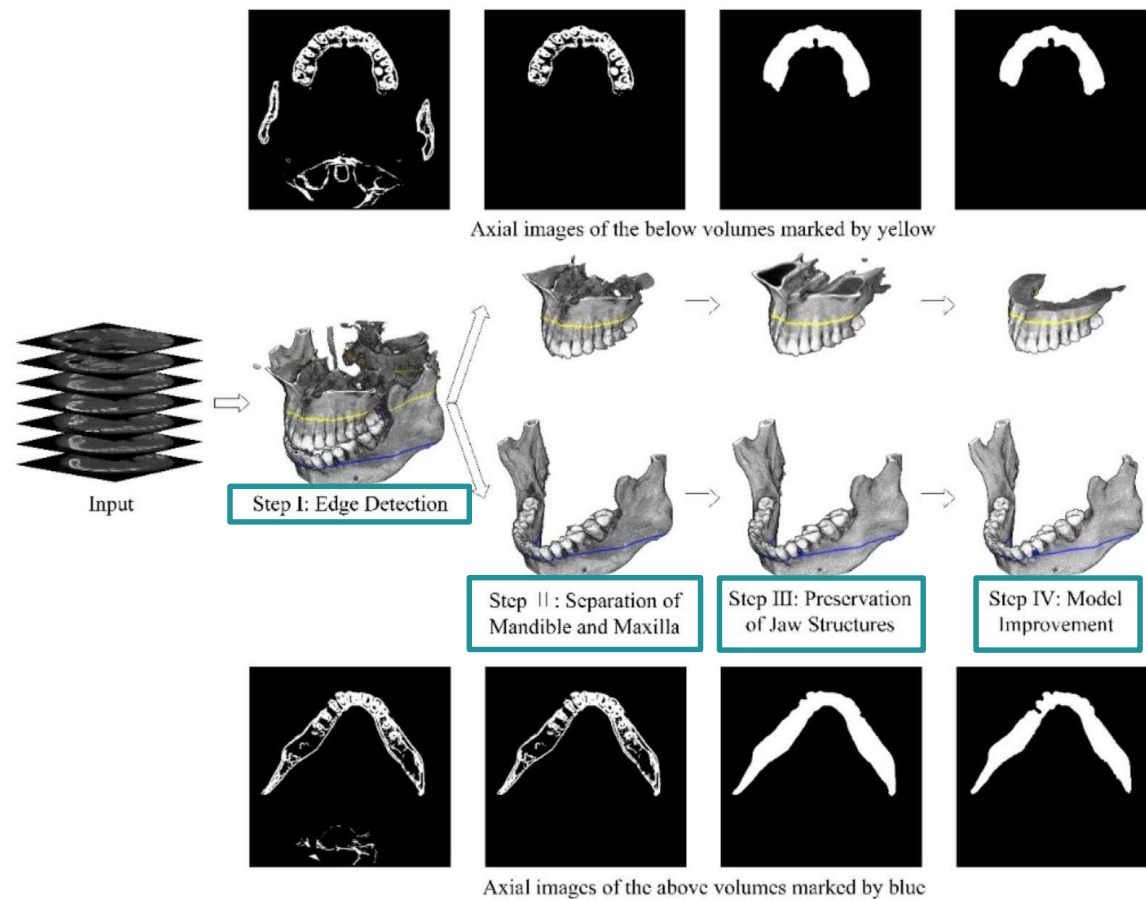 Axial images of the below volumes marked by yellow
Input
Step I: Edge Detection
Step II: Separation of
Mandible and Maxilla
Step III: Preservation
of Jaw Structures
Step IV: Model
Improvement
Axial images of the above volumes marked by blue